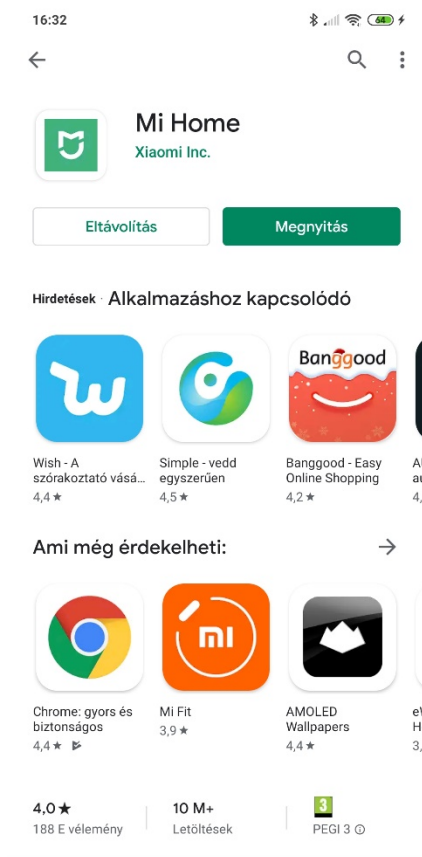 16:32
64
Mi Home
Xiaomi Inc.
Eltávolítás
Megnyitás
Hirdetések · Alkalmazáshoz kapcsolódó
Banggood
Wish - A
szórakoztató vásá...
4,4 ★
Simple - vedd
egyszerűen
4,5 ★
Banggood - Easy
Online Shopping
4,2 ★
Ami még érdekelheti:
mi
Chrome: gyors és
biztonságos
4,4 ★
Mi Fit
3,9 ★
AMOLED
Wallpapers
4,4 ★
4,0 ★
188 E vélemény
10 M+
Letöltések
3
PEGI 3